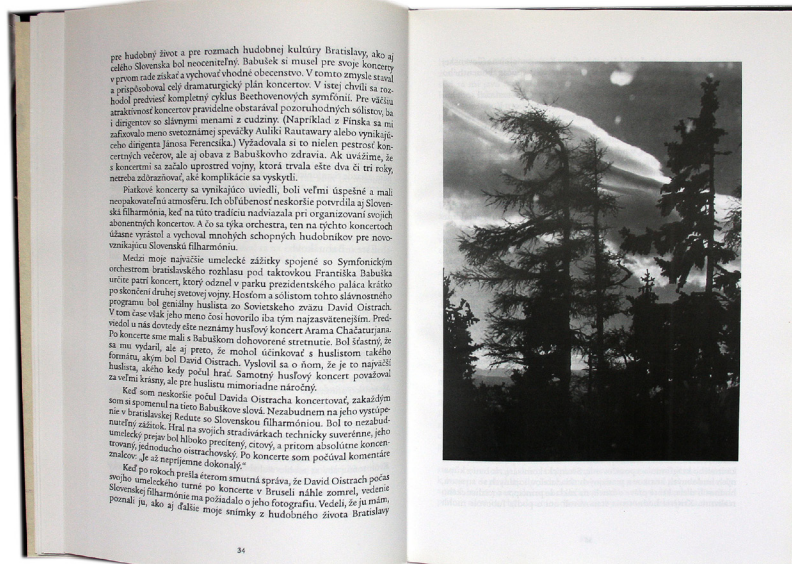 pre hudobný život a pre rozmach hudobnej kultúry Bratislavy, ako aj
celého Slovenska bol neoceniteľný. Babušek si musel pre svoje koncerty
v prvom rade získať a vychovať vhodné obecenstvo. V tomto zmysle staval
a prispôsoboval celý dramaturgický plán koncertov. V istej chvíli sa roz-
hodol predviesť kompletný cyklus Beethovenových symfónií. Pre väčšiu
atraktívnosť koncertov pravidelne obstarával pozoruhodných sólistov, ba
i dirigentov so slávnymi menami z cudziny. (Napríklad z Fínska sa mi
zafixovalo meno svetoznámej speváčky Auliki Rautawary alebo vynikajú-
ceho dirigenta Jánosa Ferencsika.) Vyžadovala si to nielen pestrosť kon-
certných večerov, ale aj obava z Babuškovho zdravia. Ak uvážime, že
s koncertmi sa začalo uprostred vojny, ktorá trvala ešte dva či tri roky,
netreba zdôrazňovať, aké komplikácie sa vyskytli.
Piatkové koncerty sa vynikajúco uviedli, boli veľmi úspešné a mali
neopakovateľnú atmosféru. Ich obľúbenosť neskoršie potvrdila aj Sloven-
ská filharmónia, keď na túto tradíciu nadviazala pri organizovaní svojich
abonentných koncertov. A čo sa týka orchestra, ten na týchto koncertoch
úžasne vyrástol a vychoval mnohých schopných hudobníkov pre novo-
vznikajúcu Slovenskú filharmóniu.
Medzi moje najväčšie umelecké zážitky spojené so Symfonickým
orchestrom bratislavského rozhlasu pod taktovkou Františka Babuška
určite patrí koncert, ktorý odznel v parku prezidentského paláca krátko
po skončení druhej svetovej vojny. Hosťom a sólistom tohto slávnostného
programu bol geniálny huslista zo Sovietskeho zväzu David Oistrach.
V tom čase však jeho meno čosi hovorilo iba tým najzasvätenejším. Pred-
viedol u nás dovtedy ešte neznámy husľový koncert Arama Chačaturjana.
Po koncerte sme mali s Babuškom dohovorené stretnutie. Bol šťastný, že
sa mu vydaril, ale aj preto, že mohol účinkovať s huslistom takého
formátu, akým bol David Oistrach. Vyslovil sa o ňom, že je to najväčší
huslista, akého kedy počul hrať. Samotný husľový koncert považoval
za veľmi krásny, ale pre huslistu mimoriadne náročný.
Keď som neskoršie počul Davida Oistracha koncertovať, zakaždým
som si spomenul na tieto Babuškove slová. Nezabudnem na jeho vystúpe-
nie v bratislavskej Redute so Slovenskou filharmóniou. Bol to nezabud-
nuteľný zážitok. Hral na svojich stradivárkach technicky suverénne, jeho
umelecký prejav bol hlboko precítený, citový, a pritom absolútne koncen-
trovaný, jednoducho oistrachovský. Po koncerte som počúval komentáre
znalcov: „Je až nepríjemne dokonalý.“
Keď po rokoch prešla éterom smutná správa, že David Oistrach počas
svojho umeleckého turné po koncerte v Bruseli náhle zomrel, vedenie
Slovenskej filharmónie ma požiadalo o jeho fotografiu. Vedeli, že ju mám,
poznali ju, ako aj ďalšie moje snímky z hudobného života Bratislavy
34